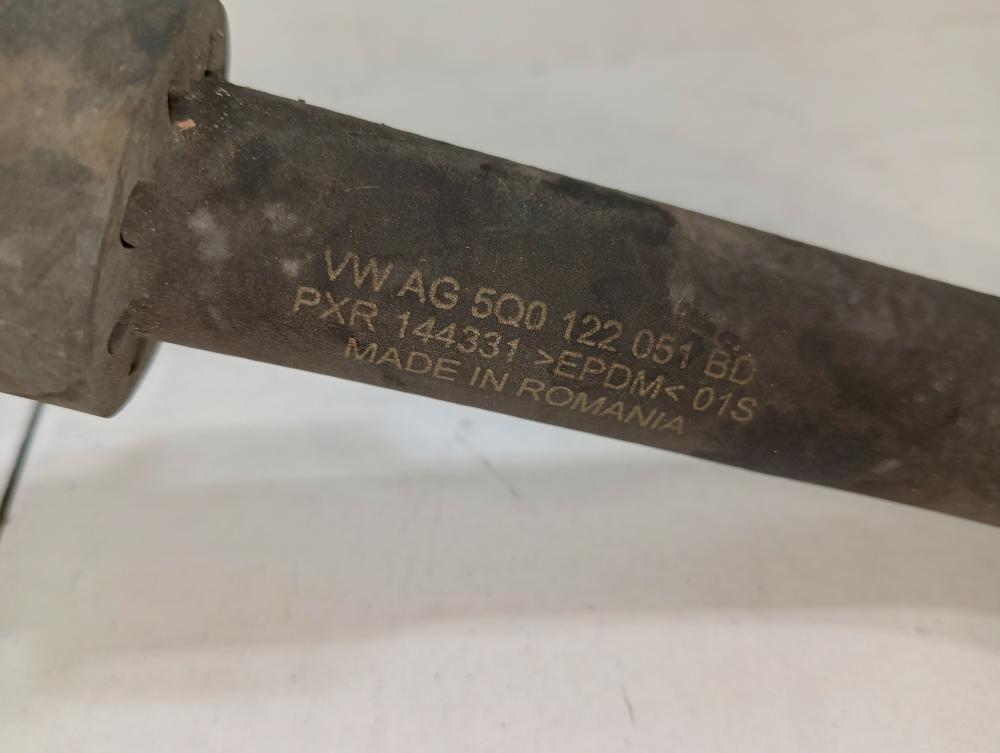 VW AG 5Q0 122 051 BD
PXR 144331 >EPDM< 01S
MADE IN ROMANIA